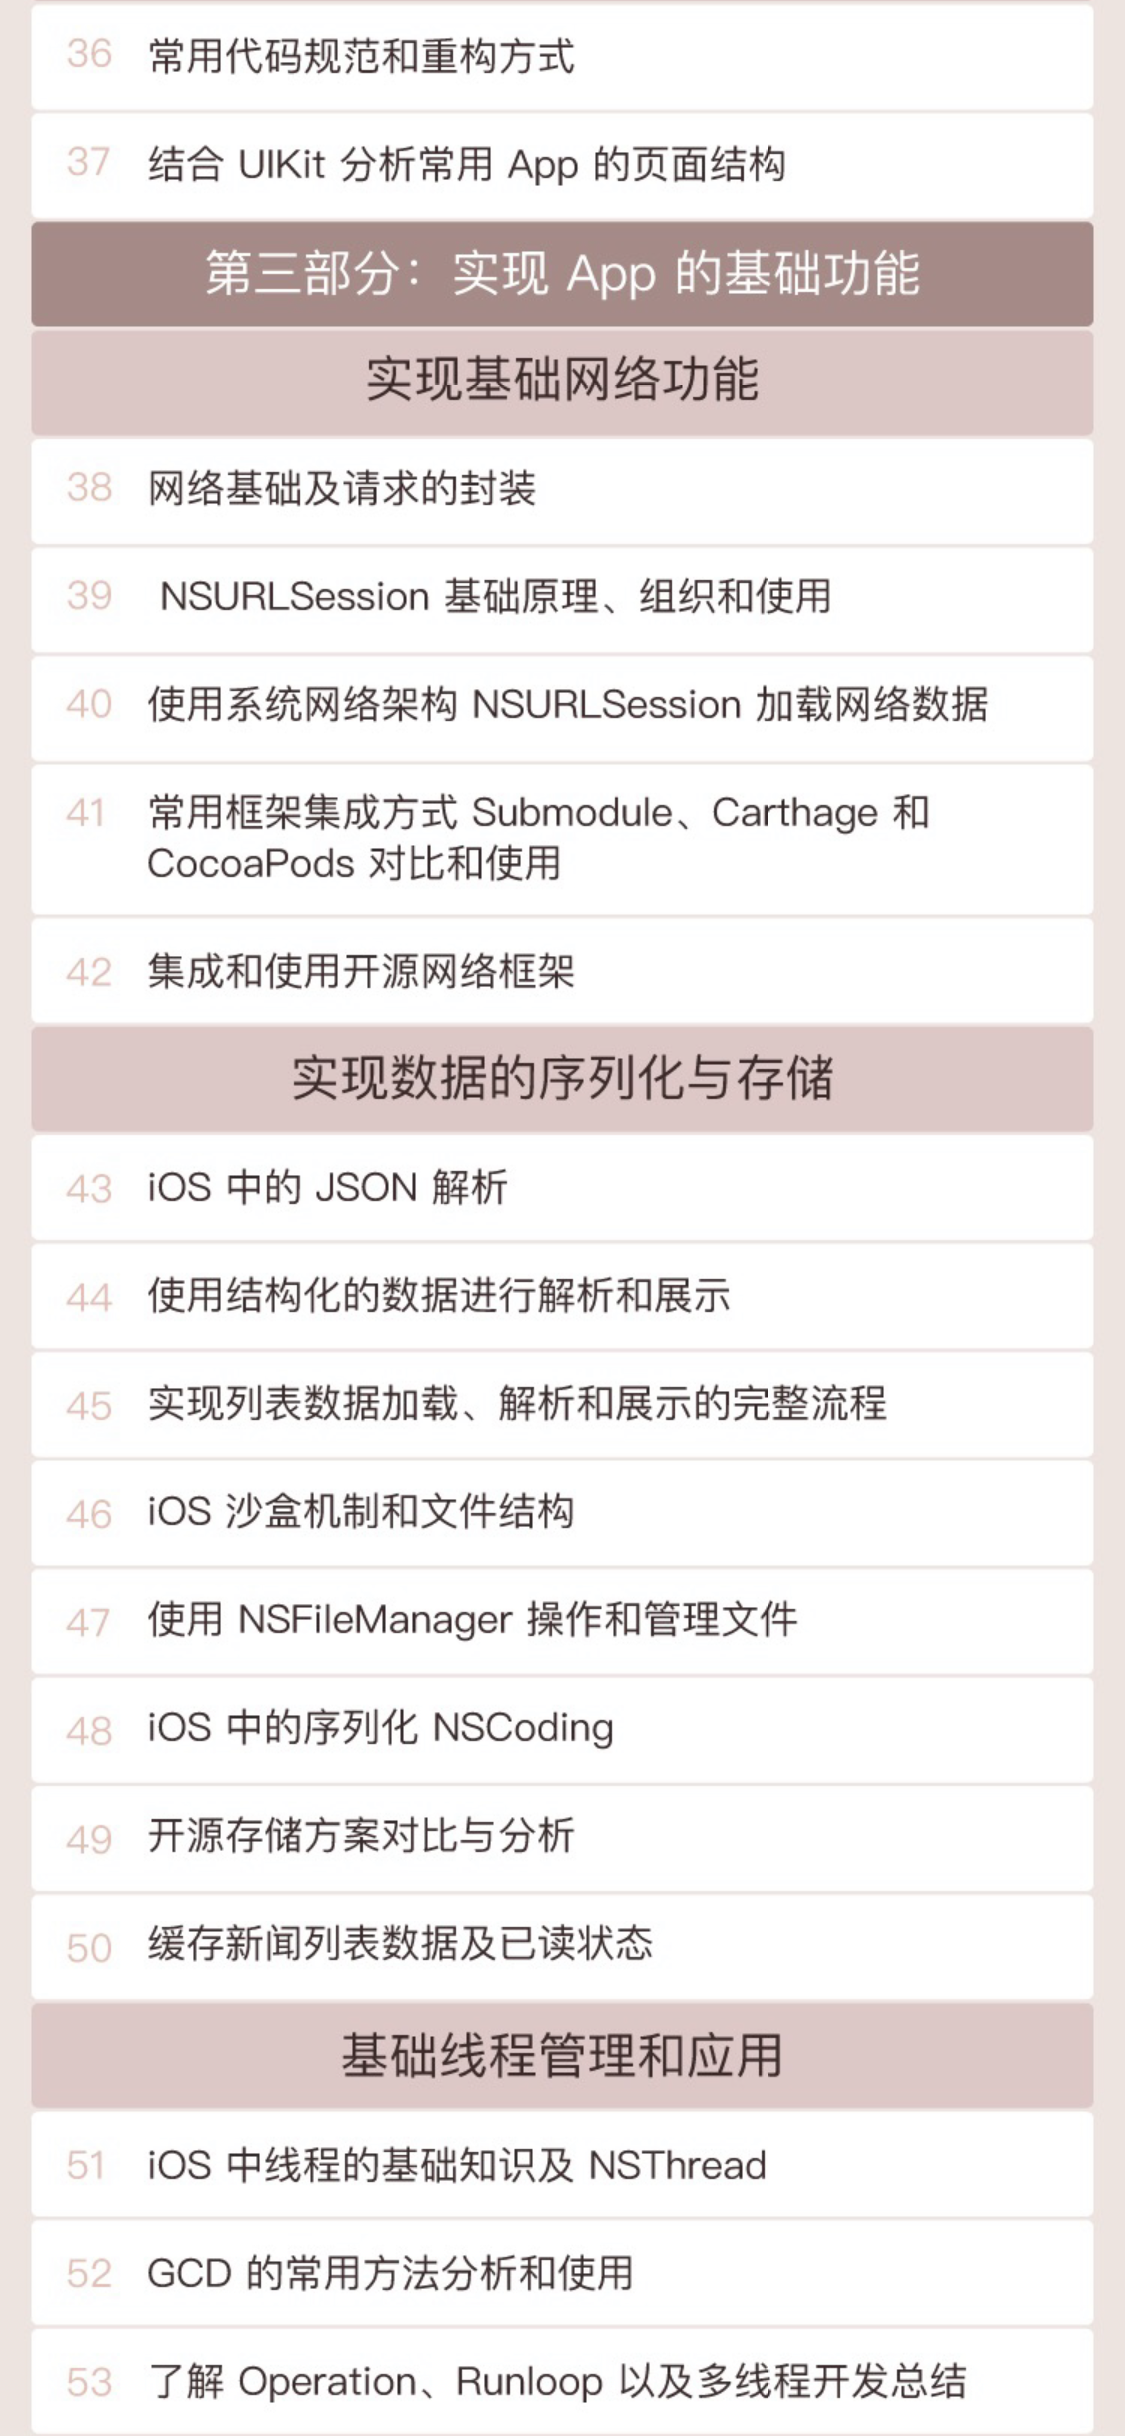 36 常用代码规范和重构方式
37 结合 UIKit 分析常用 App 的页面结构
第三部分：实现 App 的基础功能
实现基础网络功能
38 网络基础及请求的封装
39 NSURLSession 基础原理、组织和使用
40 使用系统网络架构 NSURLSession 加载网络数据
41 常用框架集成方式 Submodule、Carthage 和
CocoaPods 对比和使用
42 集成和使用开源网络框架
实现数据的序列化与存储
43 iOS 中的 JSON 解析
44 使用结构化的数据进行解析和展示
45 实现列表数据加载、解析和展示的完整流程
46 iOS 沙盒机制和文件结构
47 使用 NSFileManager 操作和管理文件
48 iOS 中的序列化 NSCoding
49 开源存储方案对比与分析
50 缓存新闻列表数据及已读状态
基础线程管理和应用
51 iOS 中线程的基础知识及 NSThread
52 GCD 的常用方法分析和使用
53 了解 Operation、Runloop 以及多线程开发总结